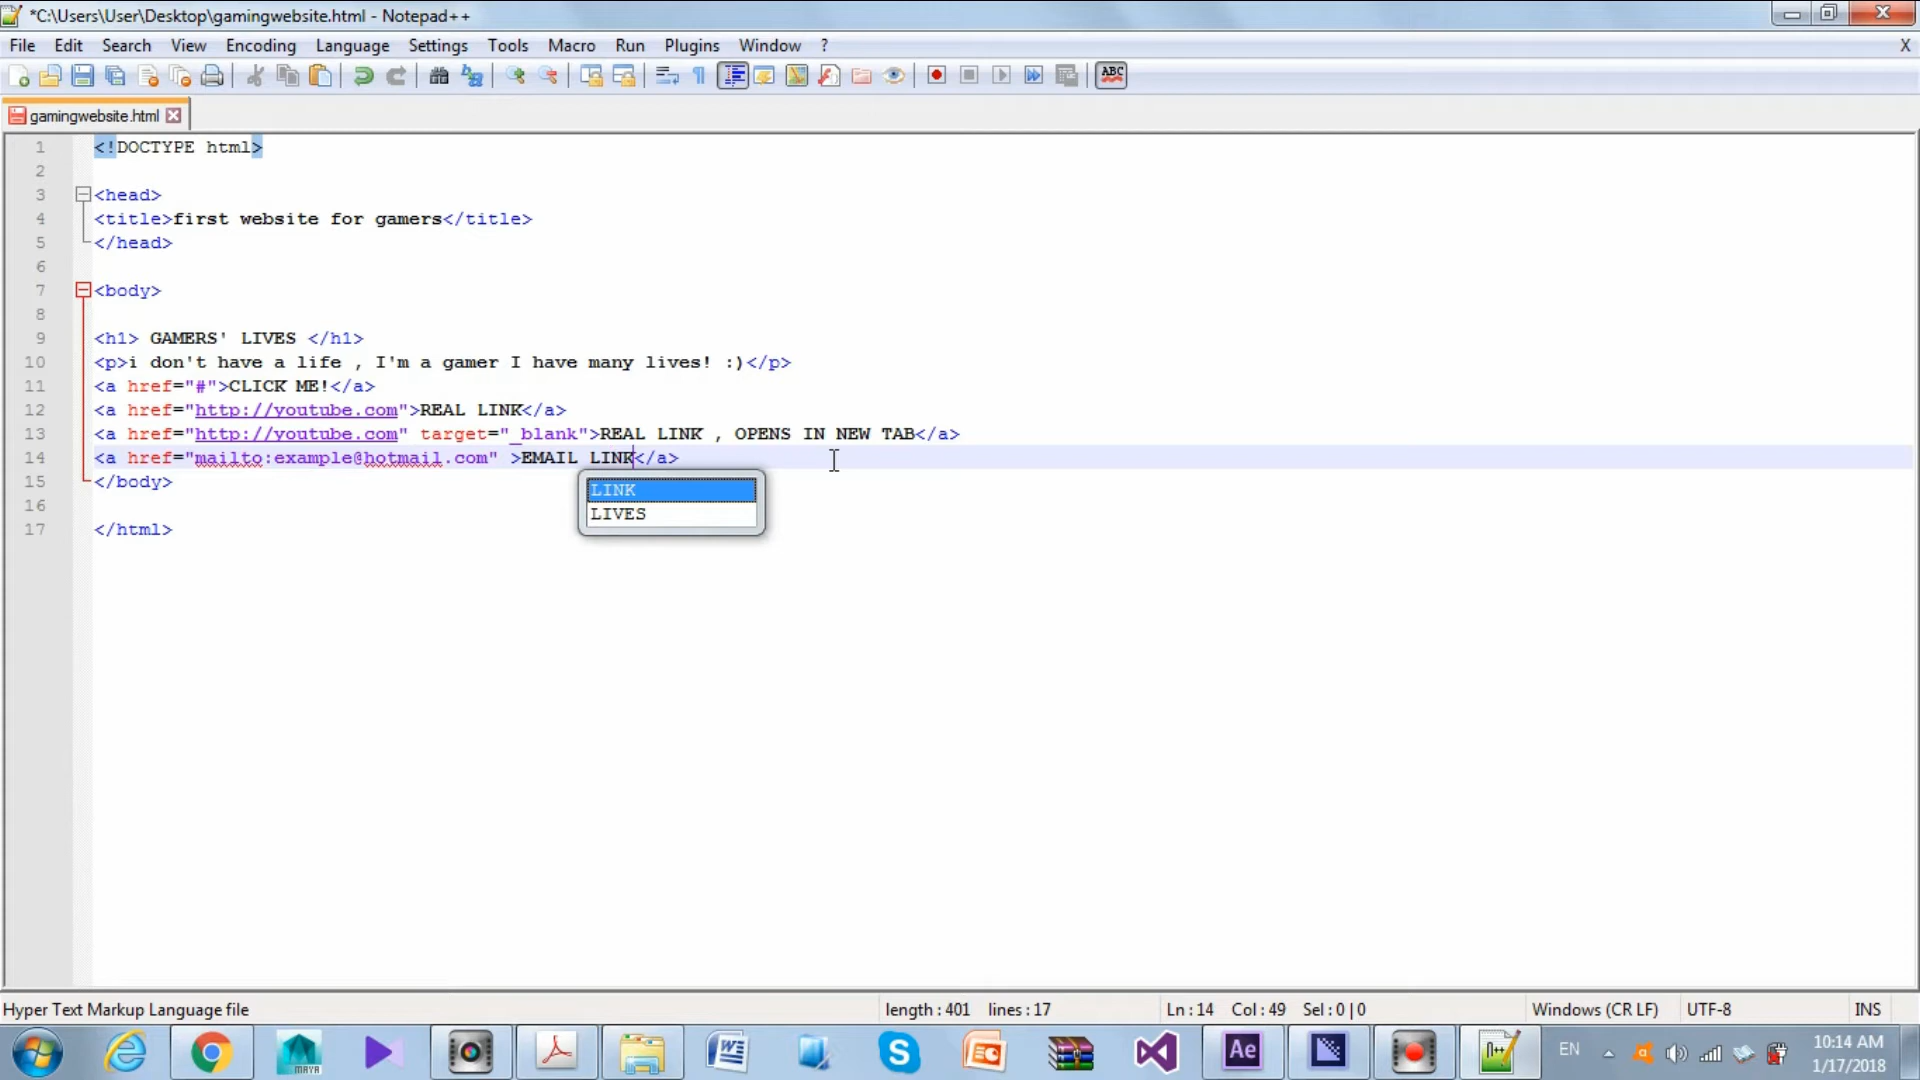 *C:\Users\User\Desktop\gamingwebsite.html - Notepad++
File Edit Search View Encoding Language Settings Tools Macro Run Plugins Window ? X
ABC
gamingwebsite.html
1 <!DOCTYPE html>
2
3 <head>
4 <title>first website for gamers</title>
5 </head>
6
7 <body>
8
9 <h1> GAMERS' LIVES </h1>
10 <p>i don't have a life , I'm a gamer I have many lives! :)</p>
11 <a href="#">CLICK ME!</a>
12 <a href="http://youtube.com">REAL LINK</a>
13 <a href="http://youtube.com" target="_blank">REAL LINK , OPENS IN NEW TAB</a>
14 <a href="mailto:example@hotmail.com" >EMAIL LINK</a>
15 </body>
LINK
LIVES
16
17 </html>
Hyper Text Markup Language file length : 401 lines : 17 Ln : 14 Col : 49 Sel : 0 | 0 Windows (CR LF) UTF-8 INS
MAYA
Ae
EN
10:14 AM
1/17/2018